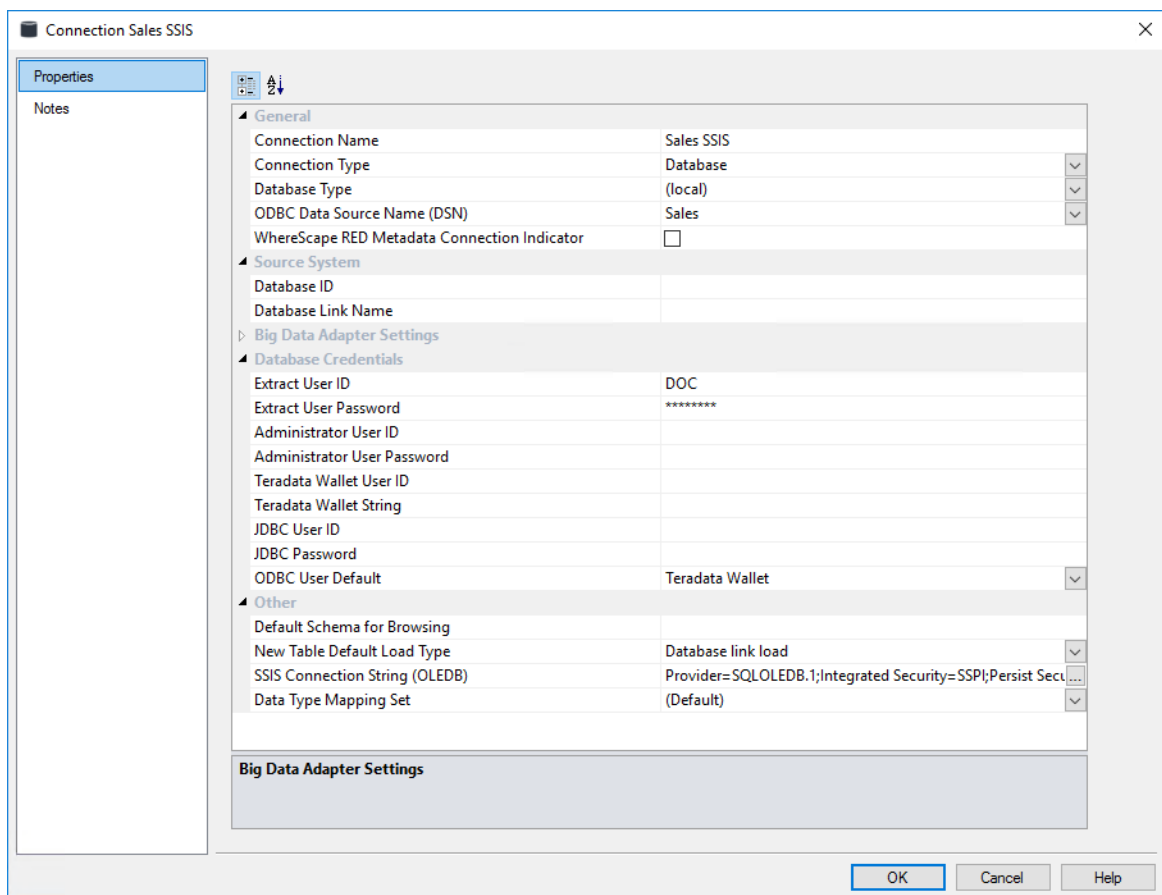 Connection Sales SSIS
Properties
Notes
General
Connection Name Sales SSIS
Connection Type Database
Database Type (local)
ODBC Data Source Name (DSN) Sales
WhereScape RED Metadata Connection Indicator
Source System
Database ID
Database Link Name
Big Data Adapter Settings
Database Credentials
Extract User ID DOC
Extract User Password ********
Administrator User ID
Administrator User Password
Teradata Wallet User ID
Teradata Wallet String
JDBC User ID
JDBC Password
ODBC User Default Teradata Wallet
Other
Default Schema for Browsing
New Table Default Load Type Database link load
SSIS Connection String (OLEDB) Provider=SQLOLEDB.1;Integrated Security=SSPI;Persist Secu...
Data Type Mapping Set (Default)
Big Data Adapter Settings
OK Cancel Help